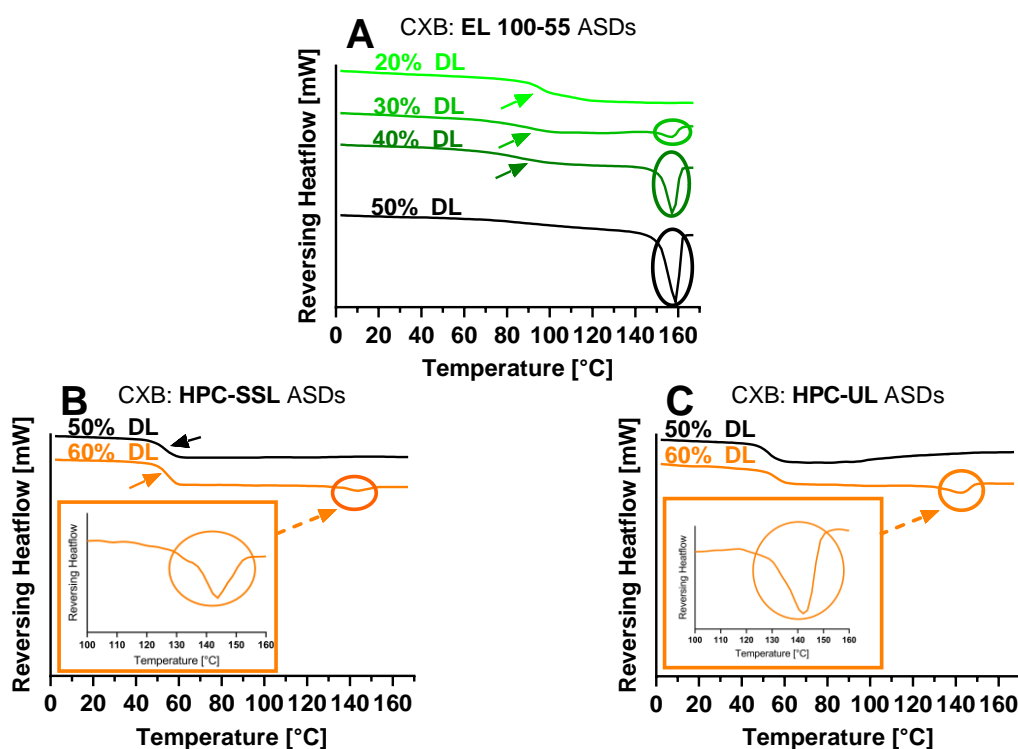 A CXB: EL 100-55 ASDs
20% DL
30% DL
40% DL
50% DL
Reversing Heatflow [mW]
0 20 40 60 80 100 120 140 160
Temperature [°C]
B CXB: HPC-SSL ASDs
50% DL
60% DL
Reversing Heatflow [mW]
Reversing Heatflow
100 110 120 130 140 150 160
Temperature [°C]
0 20 40 60 80 100 120 140 160
Temperature [°C]
C CXB: HPC-UL ASDs
50% DL
60% DL
Reversing Heatflow [mW]
Reversing Heatflow
100 110 120 130 140 150 160
Temperature [°C]
0 20 40 60 80 100 120 140 160
Temperature [°C]